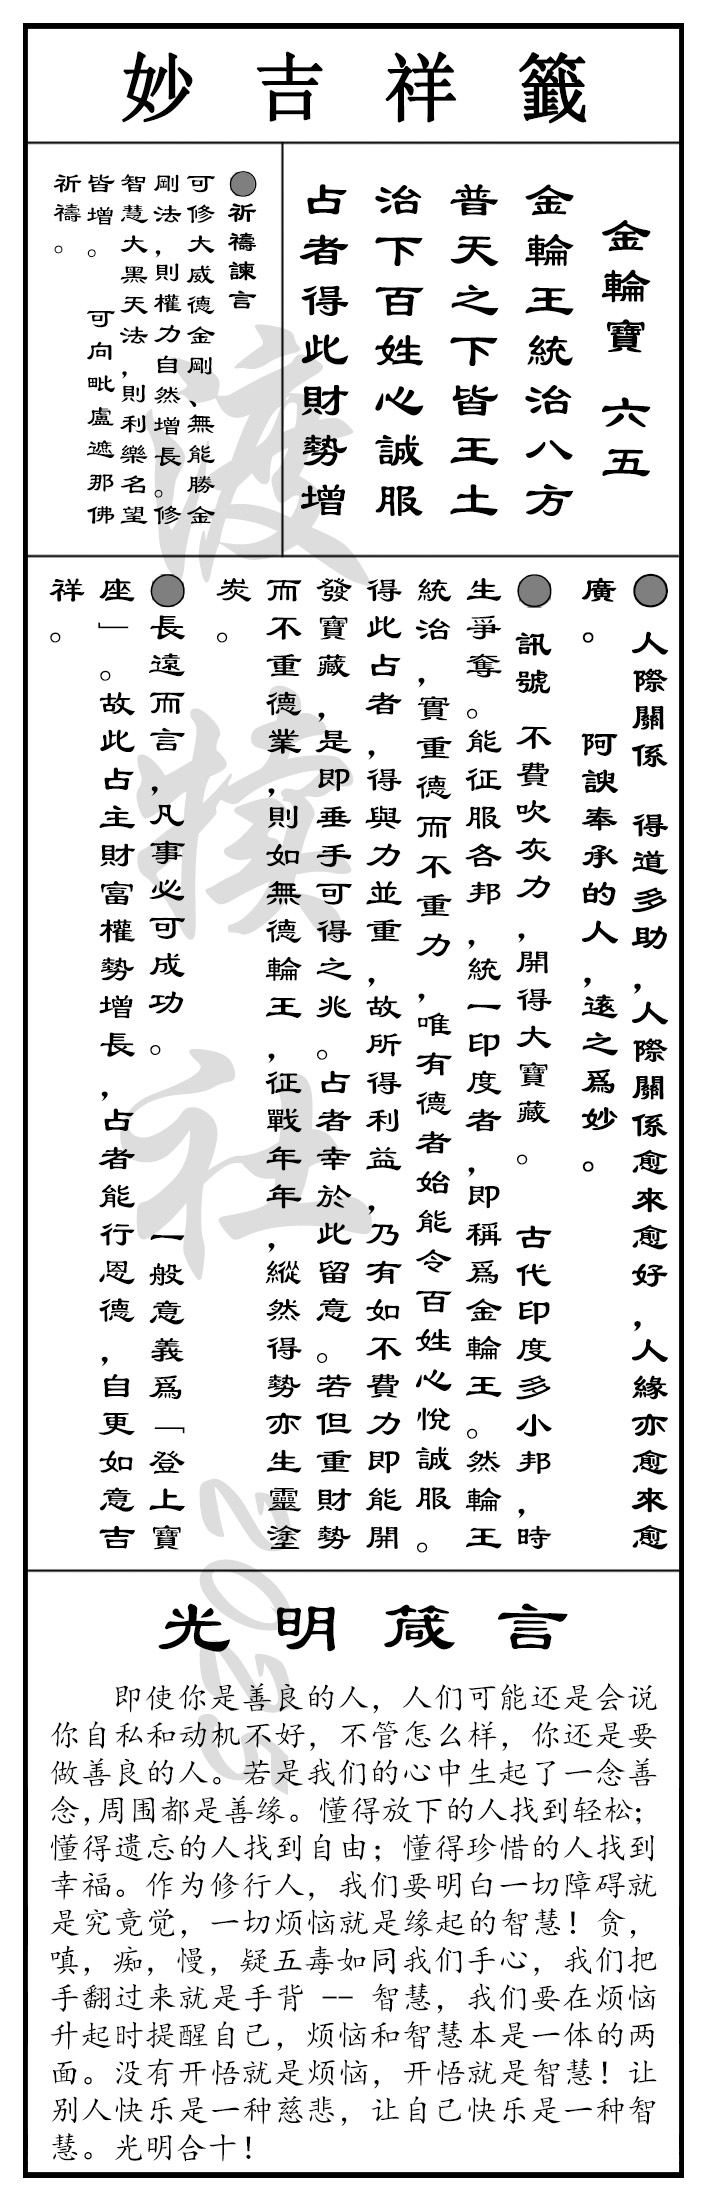 妙吉祥籤
金輪寶 六五
金輪王統治八方
普天之下皆王土
治下百姓心誠服
占者得此財勢增
●祈禱諫言
可修大威德金剛、無能勝金
剛法，則權力自然增長。修
智慧大黑天法，則利樂名望
皆增。 可向毗盧遮那佛
祈禱。
● 人際關係 得道多助，人際關係愈來愈好，人緣亦愈來愈
廣。 阿諛奉承的人，遠之爲妙。
● 訊號 不費吹灰力，開得大寶藏。 古代印度多小邦，時
生爭奪。能征服各邦，統一印度者，即稱爲金輪王。然輪王
統治，實重德而不重力，唯有德者始能令百姓心悅誠服。
得此占者，得與力並重，故所得利益，乃有如不費力即能開
發寶藏，是即垂手可得之兆。占者幸於此留意。若但重財勢
而不重德業，則如無德輪王，征戰年年，縱然得勢亦生靈塗
炭。
●長遠而言，凡事必可成功。 一般意義爲「登上寶
座」。故此占主財富權勢增長，占者能行恩德，自更如意吉
祥。
渡犊社2025
光明箴言
即使你是善良的人，人们可能还是会说
你自私和动机不好，不管怎么样，你还是要
做善良的人。若是我们的心中生起了一念善
念,周围都是善缘。懂得放下的人找到轻松；
懂得遗忘的人找到自由；懂得珍惜的人找到
幸福。作为修行人，我们要明白一切障碍就
是究竟觉，一切烦恼就是缘起的智慧！贪，
嗔，痴，慢，疑五毒如同我们手心，我们把
手翻过来就是手背 -- 智慧，我们要在烦恼
升起时提醒自己，烦恼和智慧本是一体的两
面。没有开悟就是烦恼，开悟就是智慧！让
别人快乐是一种慈悲，让自己快乐是一种智
慧。光明合十！